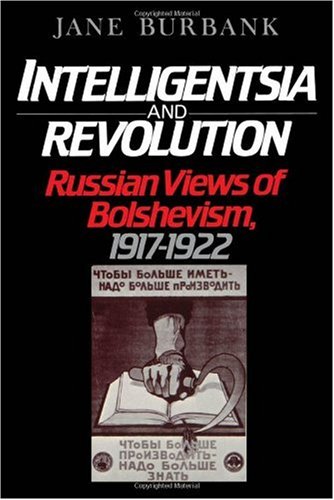 JANE BURBANK
INTELLIGENTSIA
AND
REVOLUTION
Russian Views of
Bolshevism,
1917-1922
ЧТОБЫ БОЛЬШЕ ИМЕТЬ-
НАДО БОЛЬШЕ ПРОИЗВОДИТЬ
ЧТОБЫ БОЛЬШЕ
ПРОИЗВОДИТЬ-
НАДО БОЛЬШЕ
ЗНАТЬ